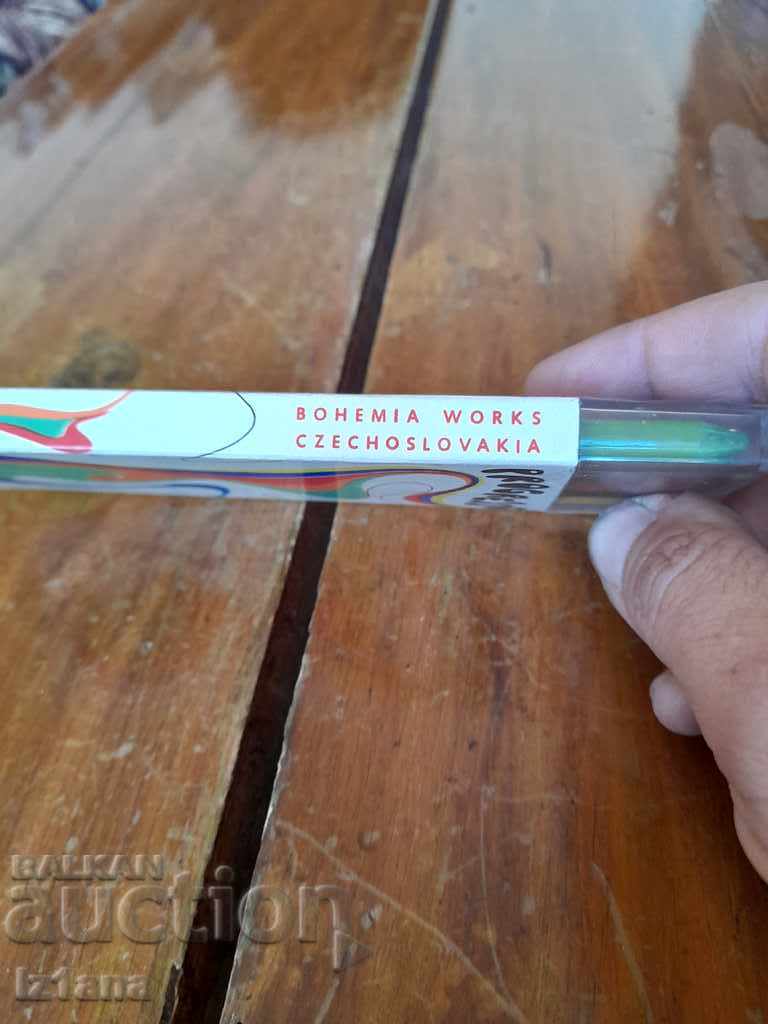 BOHEMIA WORKS
CZECHOSLOVAKIA
BALKAN
auction
iz1ana